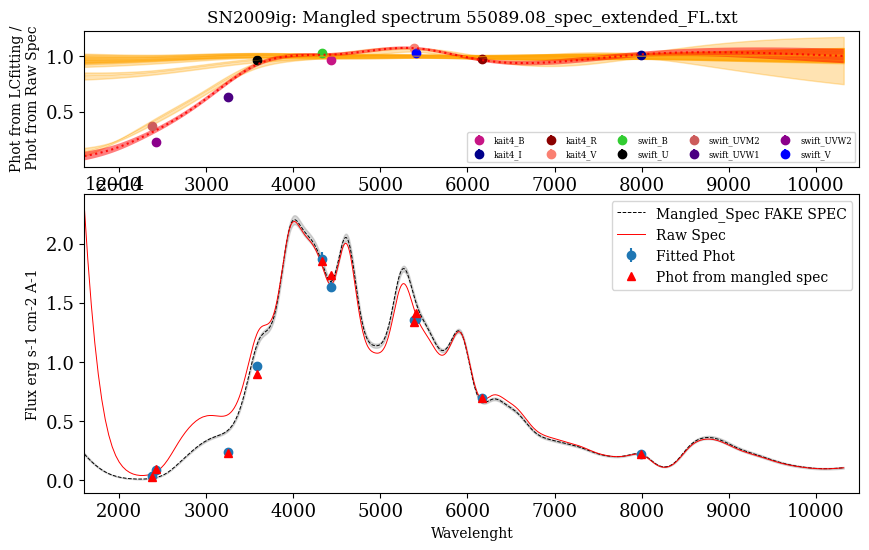 SN2009ig: Mangled spectrum 55089.08_spec_extended_FL.txt
Phot from LCfitting /
Phot from Raw Spec
1.0
0.5
kait4_B kait4_R swift_B swift_UVM2 swift_UVW2
kait4_I kait4_V swift_U swift_UVW1 swift_V
2000 3000 4000 5000 6000 7000 8000 9000 10000
1e−14
Flux erg s-1 cm-2 A-1
2.0
1.5
1.0
0.5
0.0
Mangled_Spec FAKE SPEC
Raw Spec
Fitted Phot
Phot from mangled spec
2000 3000 4000 5000 6000 7000 8000 9000 10000
Wavelenght